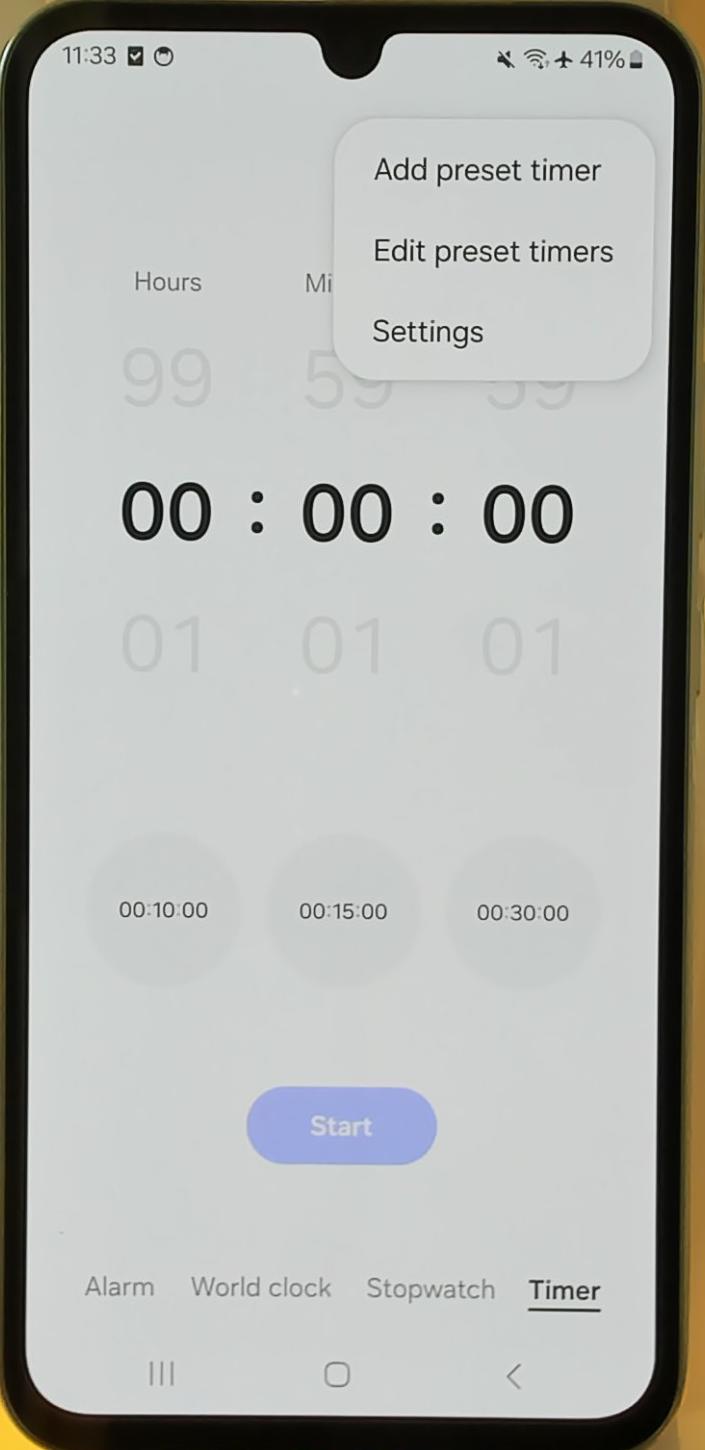 11:33 41%
Add preset timer
Edit preset timers
Settings
Hours Mi
99 59 59
00 : 00 : 00
01 01 01
00:10:00 00:15:00 00:30:00
Start
Alarm World clock Stopwatch Timer